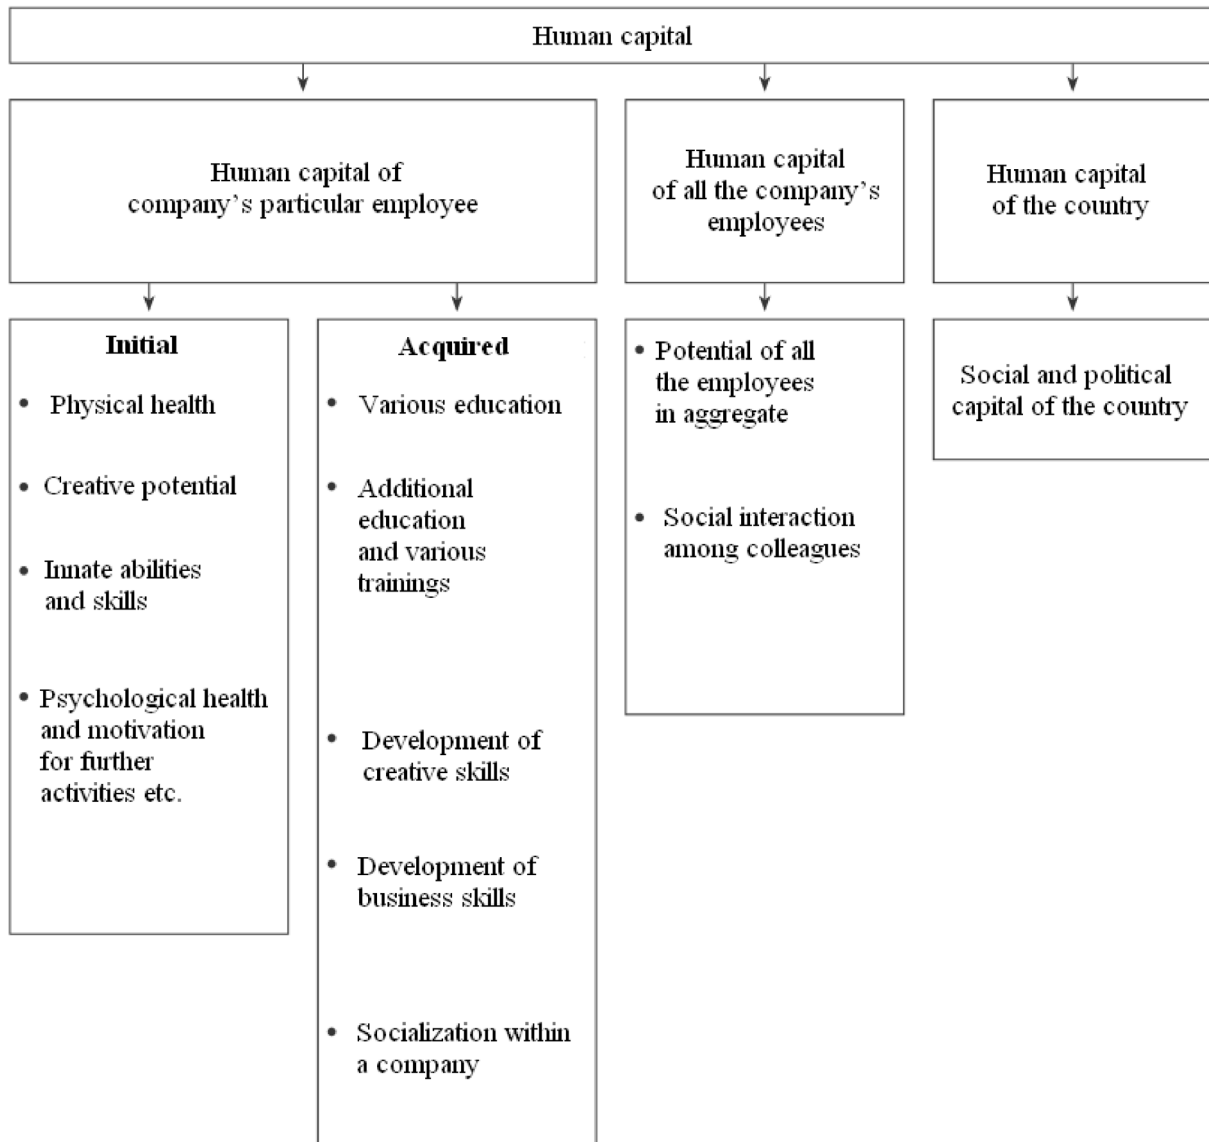 Human capital
Human capital of
company’s particular employee
Human capital
of all the company’s
employees
Human capital
of the country
Initial
• Physical health
• Creative potential
• Innate abilities
and skills
• Psychological health
and motivation
for further
activities etc.
Acquired
• Various education
• Additional
education
and various
trainings
• Development of
creative skills
• Development of
business skills
• Socialization within
a company
• Potential of all
the employees
in aggregate
• Social interaction
among colleagues
Social and political
capital of the country